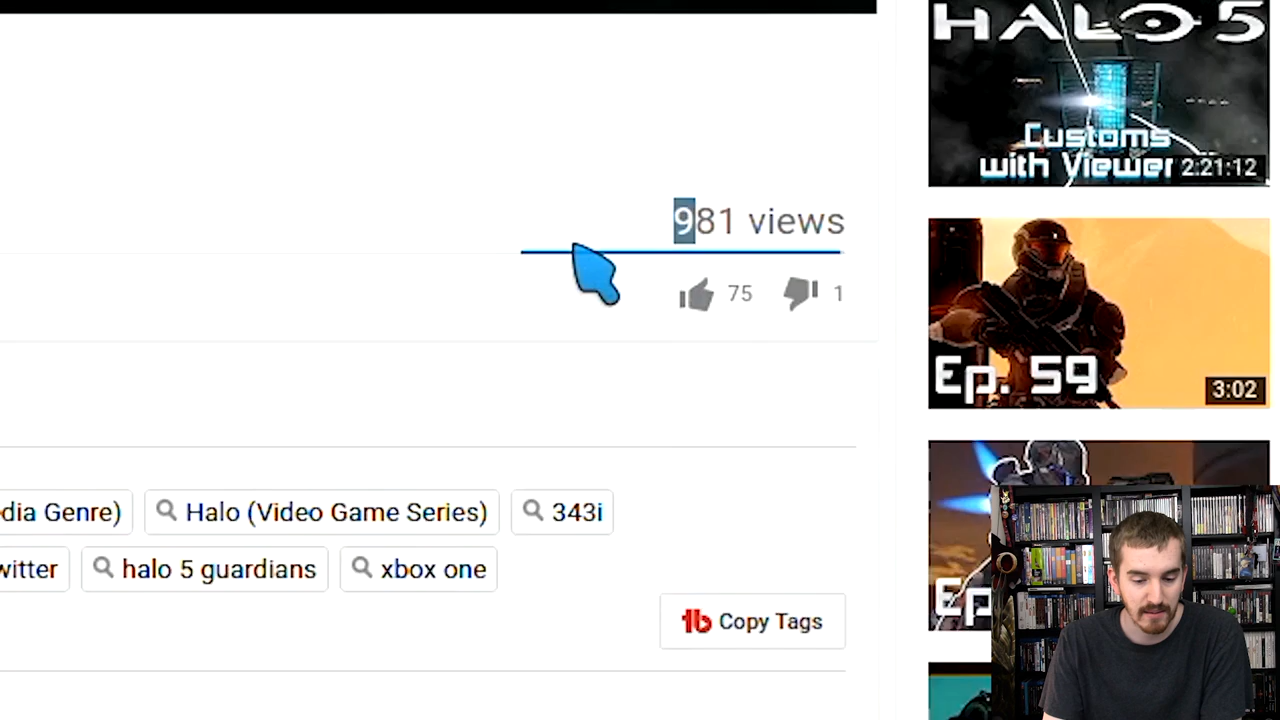 HALO 5
Customs
with Viewer
2:21:12
981 views
75
1
Ep. 59
3:02
dia Genre)
Halo (Video Game Series)
343i
witter
halo 5 guardians
xbox one
Ep
tb Copy Tags